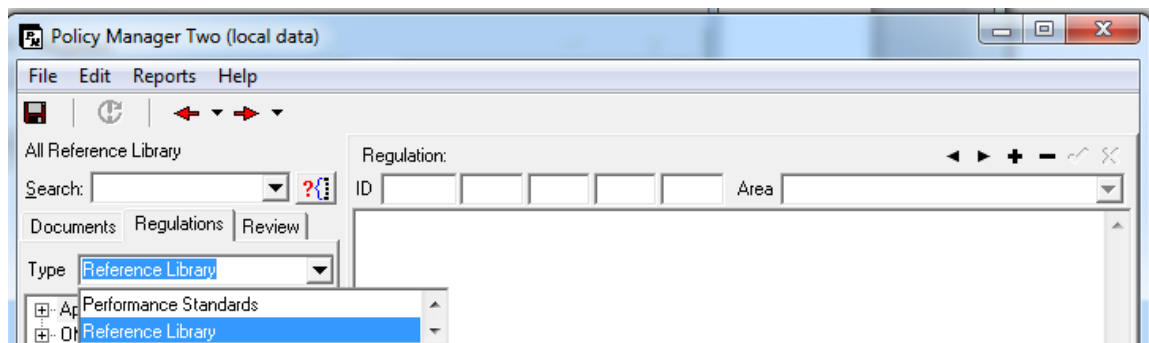 Policy Manager Two (local data)
File Edit Reports Help
All Reference Library
Regulation:
Search:
?{
ID
Area
Documents Regulations Review
Type Reference Library
Performance Standards
Reference Library